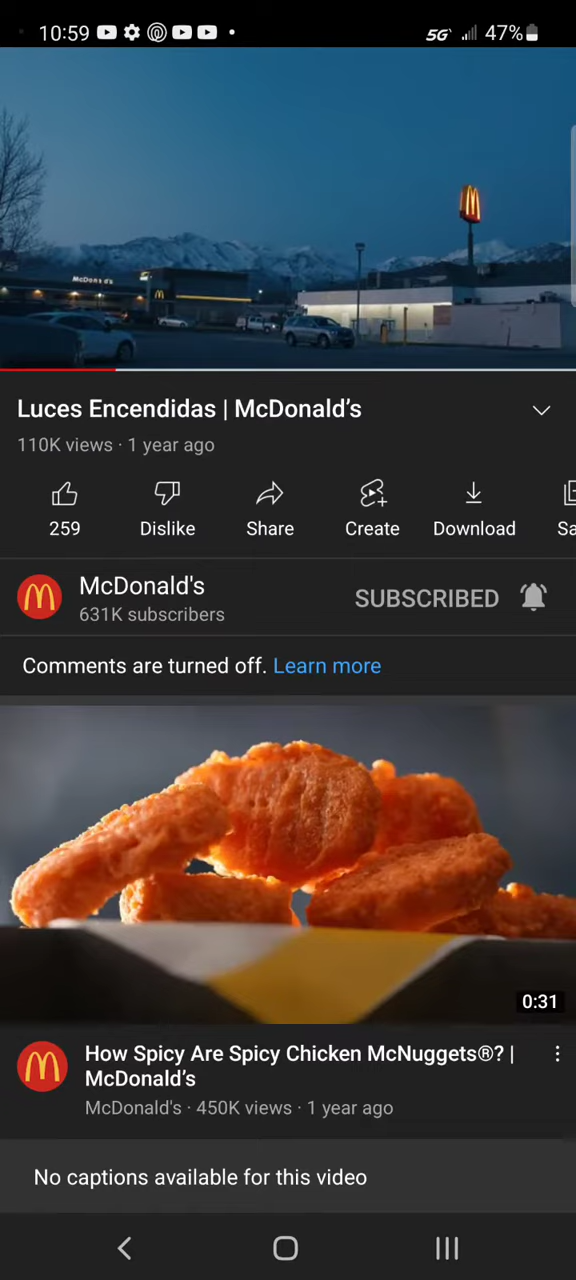 10:59
5G 47%
McDonald's
Luces Encendidas | McDonald's
110K views · 1 year ago
259 Dislike Share Create Download Sa
McDonald's
631K subscribers
SUBSCRIBED
Comments are turned off. Learn more
0:31
How Spicy Are Spicy Chicken McNuggets®? |
McDonald's
McDonald's · 450K views · 1 year ago
No captions available for this video